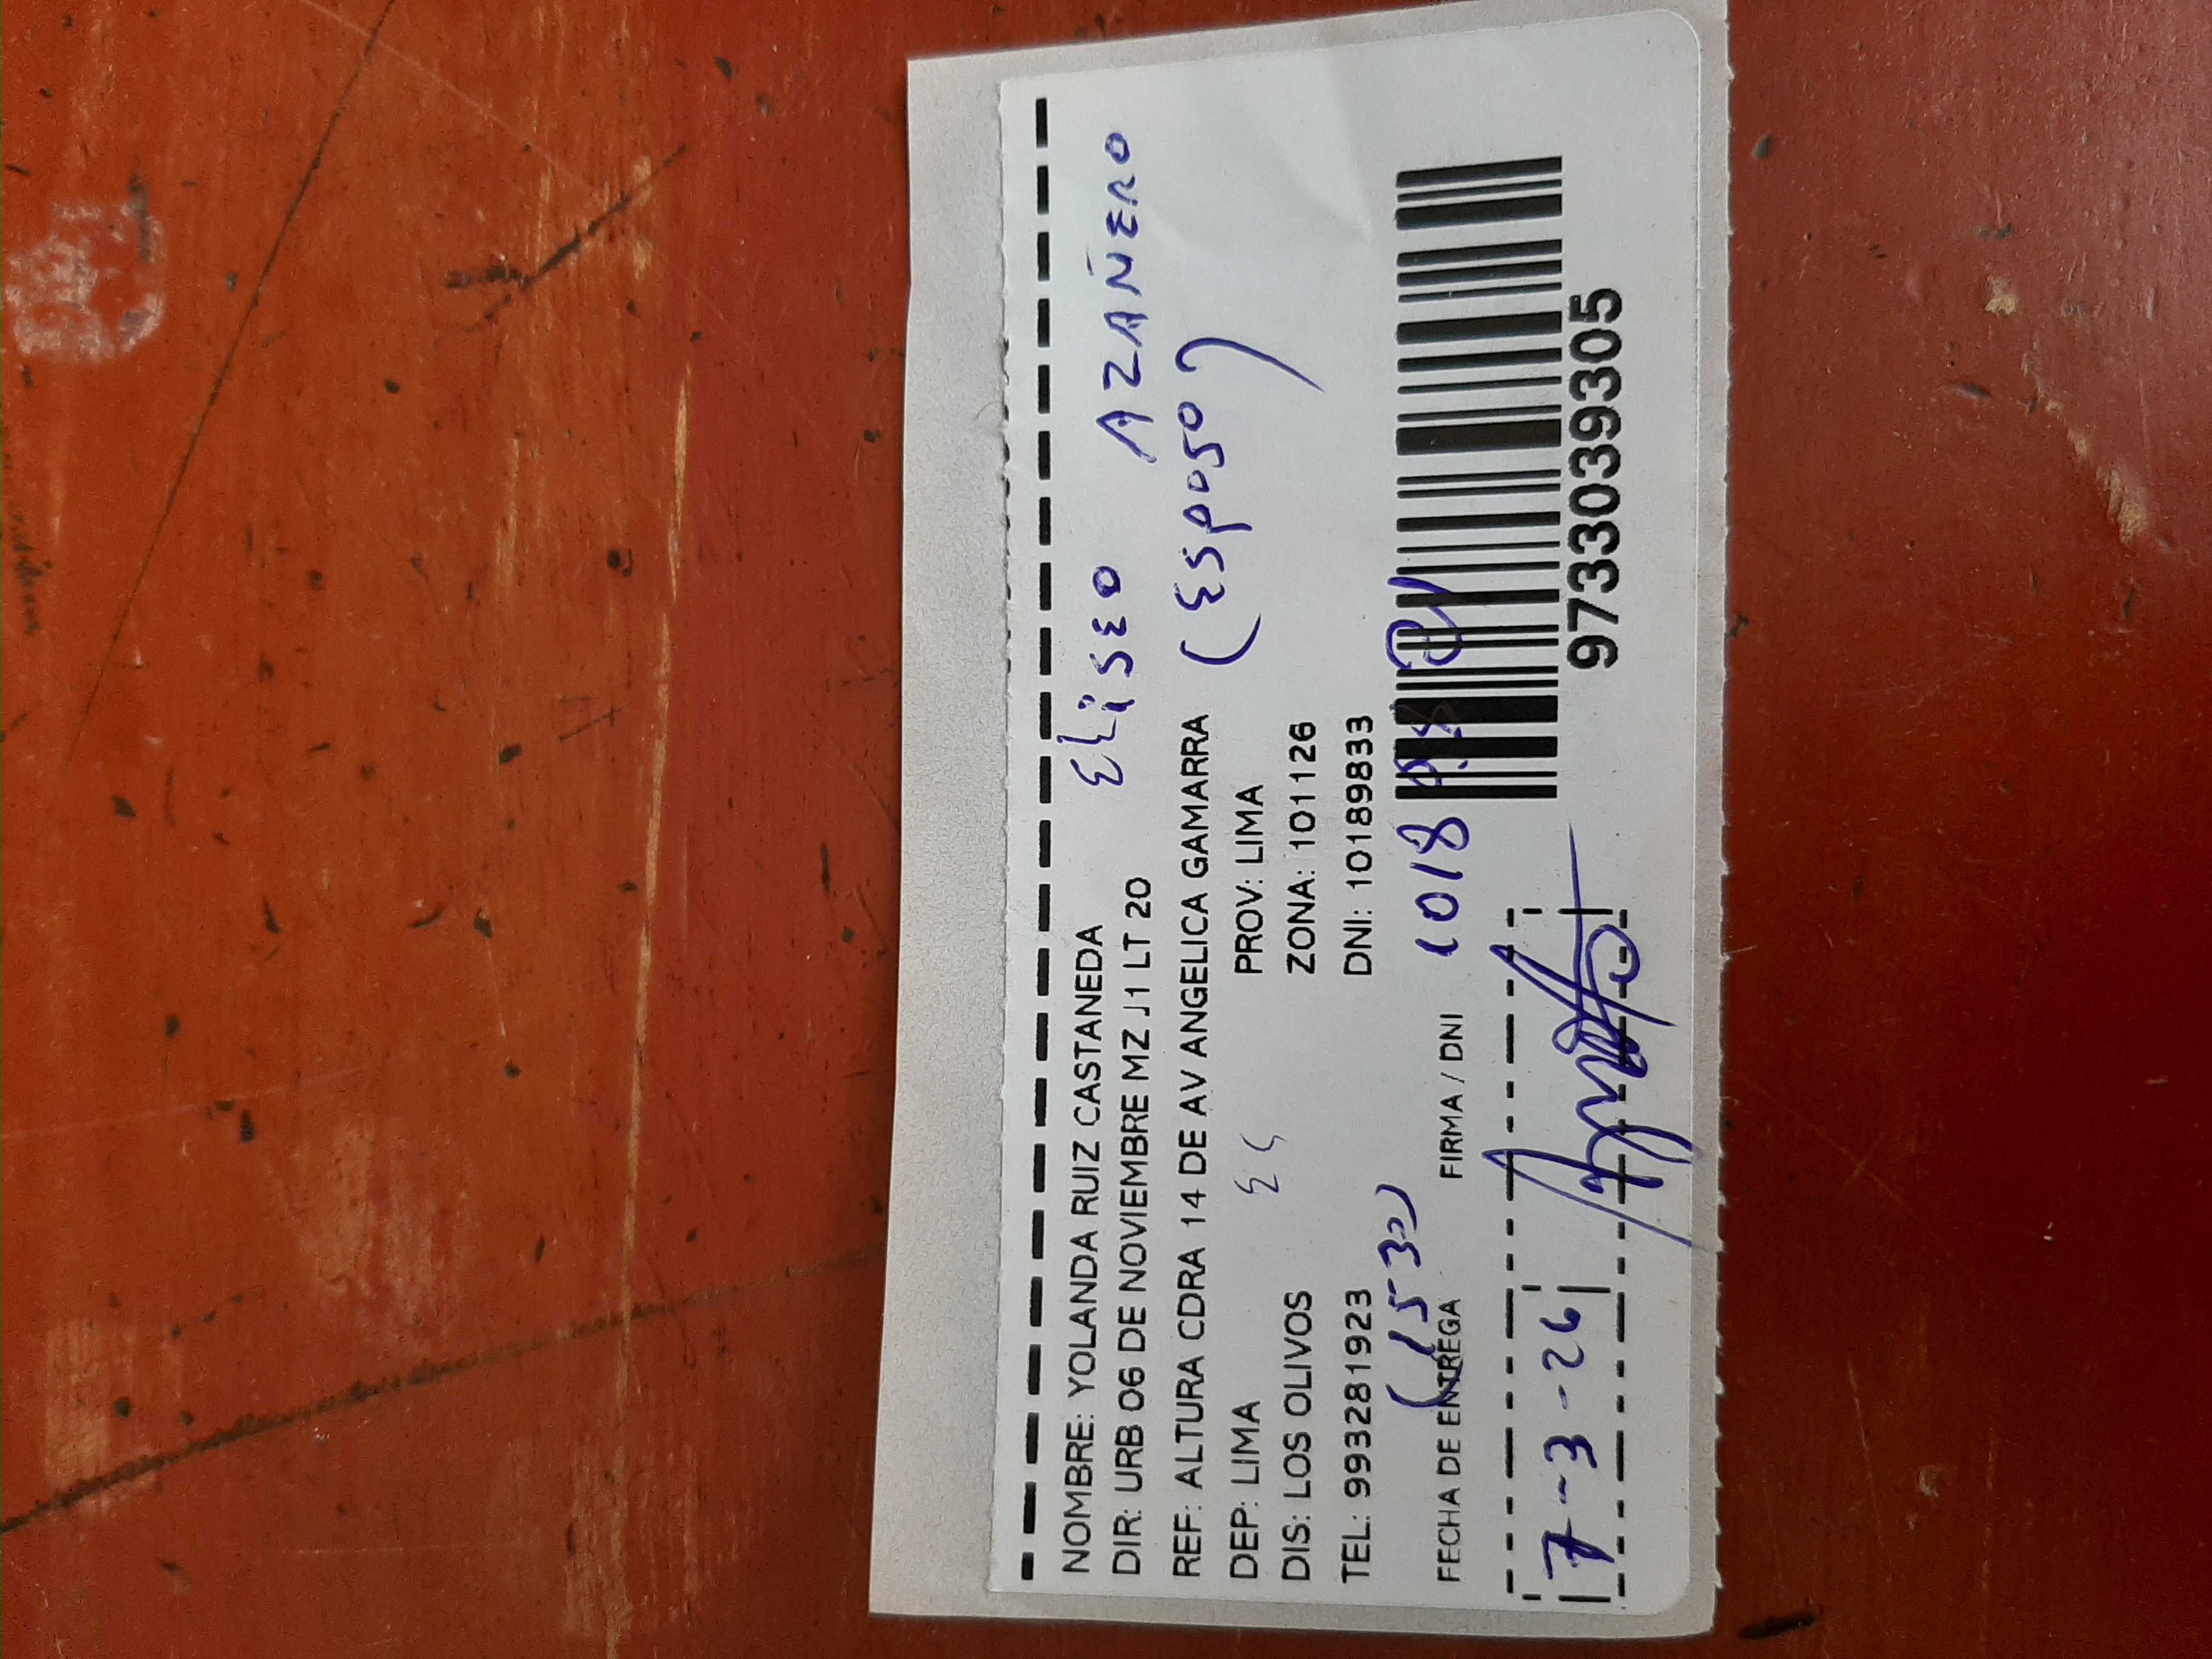 NOMBRE: YOLANDA RUIZ CASTANEDA
Eliseo AZAÑERO
DIR: URB 06 DE NOVIEMBRE MZ J1 LT 20
REF: ALTURA CDRA 14 DE AV ANGELICA GAMARRA
(Esposo)
DEP: LIMA PROV: LIMA
DIS: LOS OLIVOS ZONA: 101126
TEL: 993281923 DNI: 10189833
(1530)
FECHA DE ENTREGA FIRMA / DNI 1018
7-3-26
9733039305